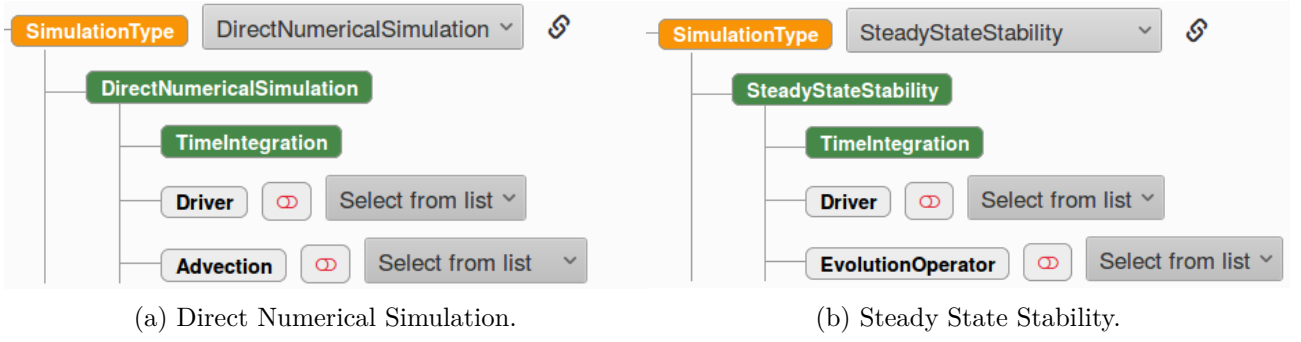 SimulationType DirectNumericalSimulation
DirectNumericalSimulation
TimeIntegration
Driver Select from list
Advection Select from list
(a) Direct Numerical Simulation.
SimulationType SteadyStateStability
SteadyStateStability
TimeIntegration
Driver Select from list
EvolutionOperator Select from list
(b) Steady State Stability.